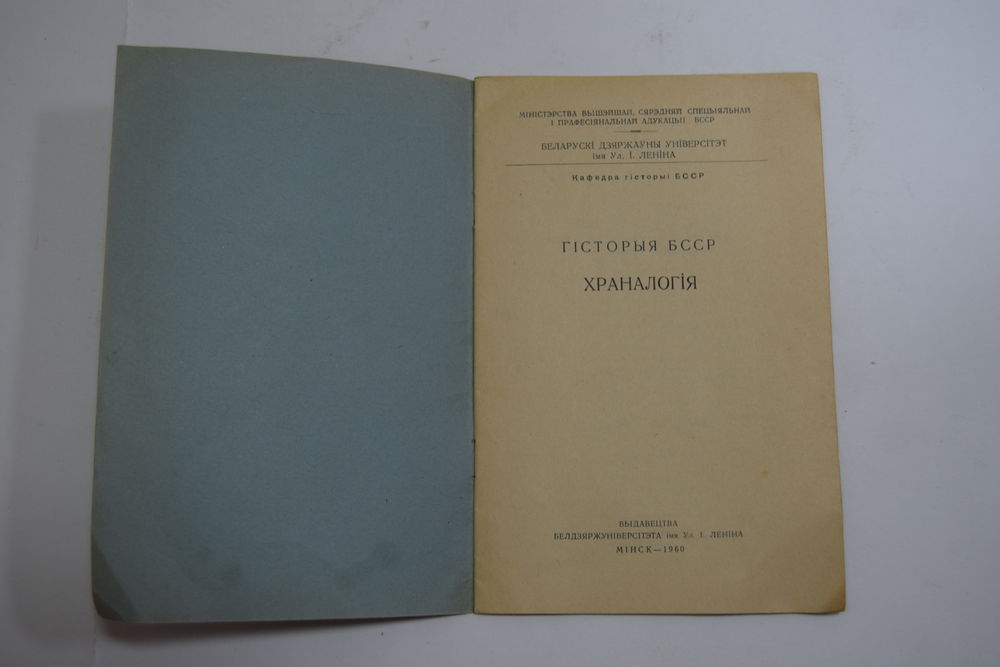 МІНІСТЭРСТВА ВЫШЭЙШАЙ, СЯРЭДНЯЙ СПЕЦЫЯЛЬНАЙ
І ПРАФЕСІЯНАЛЬНАЙ АДУКАЦЫІ БССР
БЕЛАРУСКІ ДЗЯРЖАУНЫ УНІВЕРСІТЭТ
імя Ул. І. ЛЕНІНА
Кафедра гісторыі БССР
ГІСТОРЫЯ БССР
ХРАНАЛОГІЯ
ВЫДАВЕЦТВА
БЕЛДЗЯРЖУНІВЕРСІТЭТА імя Ул. І. ЛЕНІНА
МІНСК—1960